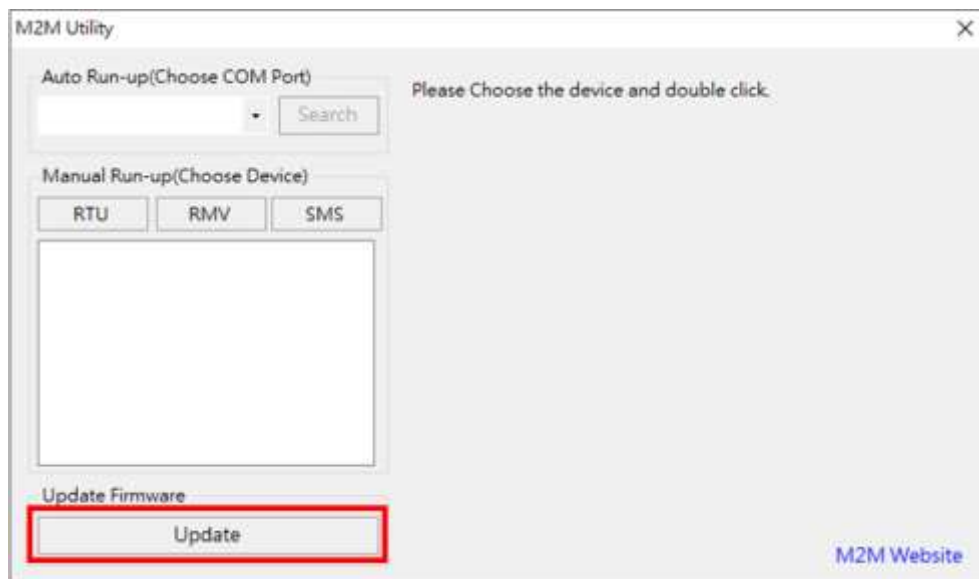 M2M Utility
Auto Run-up(Choose COM Port)
Search
Please Choose the device and double click.
Manual Run-up(Choose Device)
RTU RMV SMS
Update Firmware
Update
M2M Website